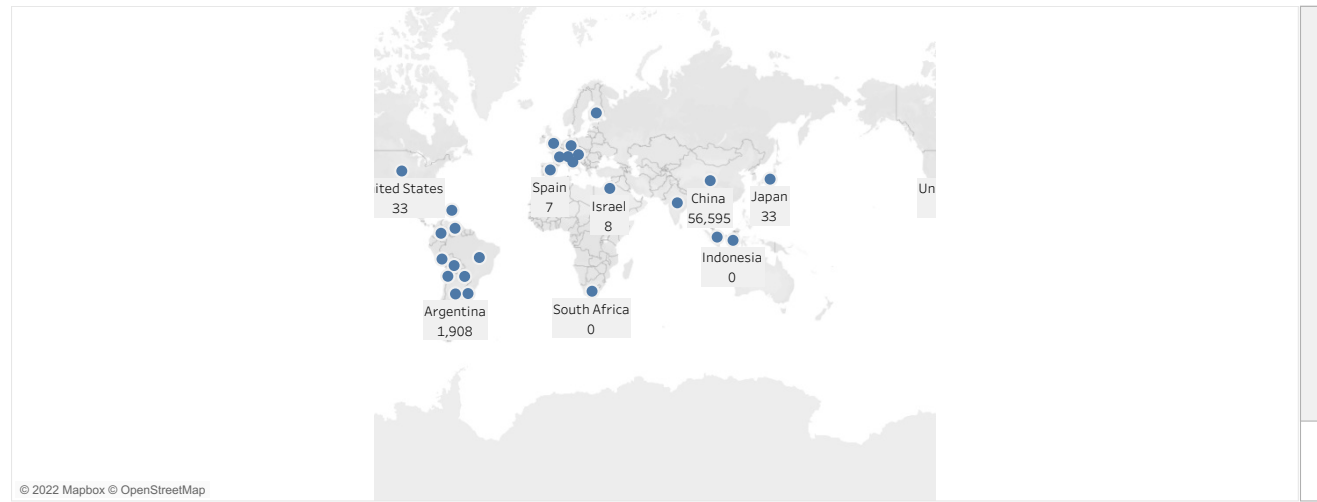 ited States
33
Spain
7
Israel
8
China
56,595
Japan
33
Un
Indonesia
0
Argentina
1,908
South Africa
0
© 2022 Mapbox © OpenStreetMap